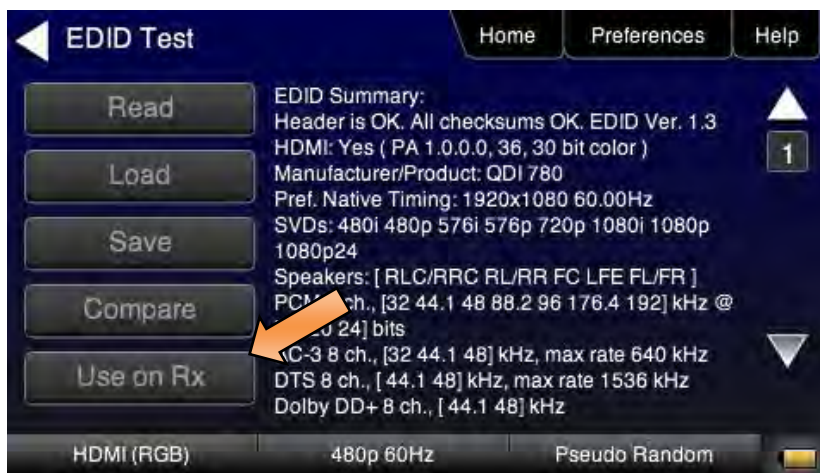 EDID Test
Home
Preferences
Help
Read
Load
Save
Compare
Use on Rx
EDID Summary:
Header is OK. All checksums OK. EDID Ver. 1.3
HDMI: Yes ( PA 1.0.0.0, 36, 30 bit color )
Manufacturer/Product: QDI 780
Pref. Native Timing: 1920x1080 60.00Hz
SVDs: 480i 480p 576i 576p 720p 1080i 1080p
1080p24
Speakers: [ RLC/RRC RL/RR FC LFE FL/FR ]
ch., [32 44.1 48 88.2 96 176.4 192] kHz @
24] bits
8 ch., [32 44.1 48] kHz, max rate 640 kHz
DTS 8 ch., [ 44.1 48] kHz, max rate 1536 kHz
Dolby DD+ 8 ch., [ 44.1 48] kHz
1
HDMI (RGB)
480p 60Hz
Pseudo Random